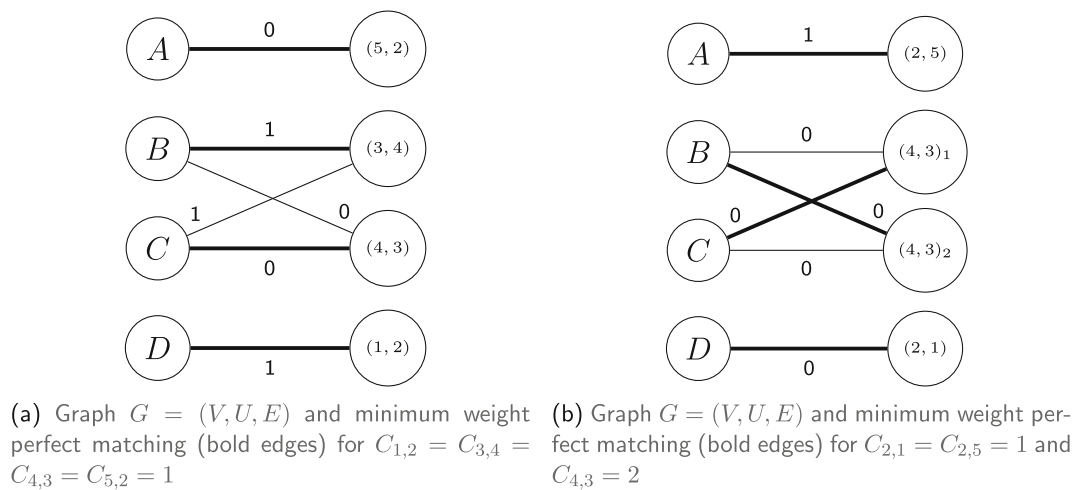 A 0 (5, 2)
B 1 (3, 4)
1 0
C 0 (4, 3)
D 1 (1, 2)
(a) Graph G = (V, U, E) and minimum weight
perfect matching (bold edges) for C1,2 = C3,4 =
C4,3 = C5,2 = 1
A 1 (2, 5)
B 0 (4, 3)1
0 0
C 0 (4, 3)2
D 0 (2, 1)
(b) Graph G = (V, U, E) and minimum weight per-
fect matching (bold edges) for C2,1 = C2,5 = 1 and
C4,3 = 2